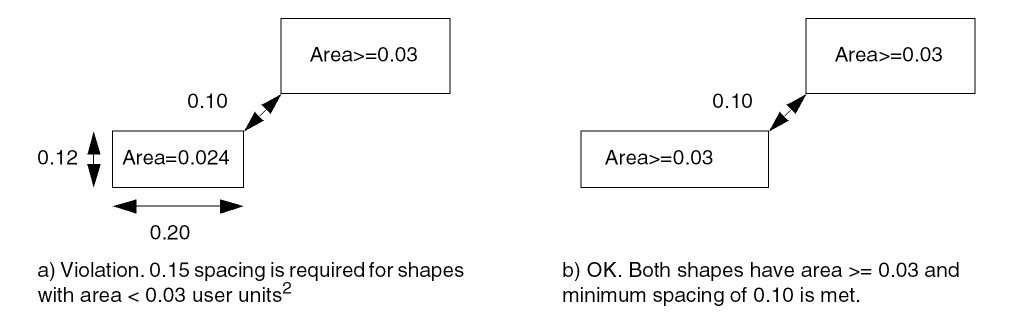 Area>=0.03
0.10
0.12
Area=0.024
0.20
a) Violation. 0.15 spacing is required for shapes
with area < 0.03 user units2
Area>=0.03
0.10
Area>=0.03
b) OK. Both shapes have area >= 0.03 and
minimum spacing of 0.10 is met.